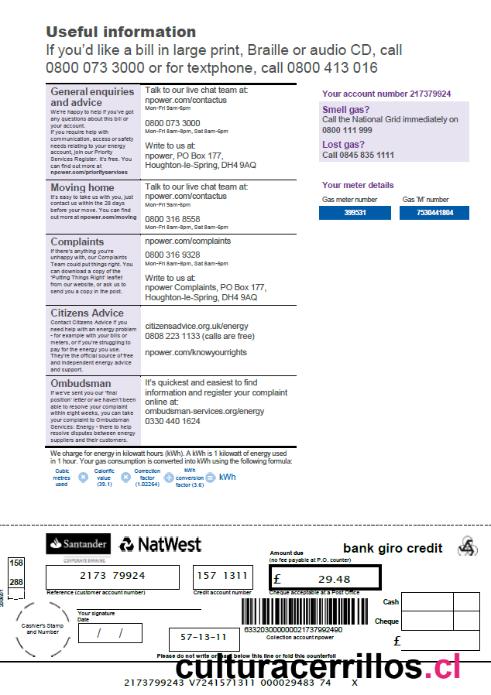 Useful information
If you'd like a bill in large print, Braille or audio CD, call
0800 073 3000 or for textphone, call 0800 413 016
General enquiries
and advice
We're happy to help if you've got
any questions about this bill or
your account.
If you require help with
communication, access or safety
needs relating to your energy
account, join our Priority
Services Register. It's free. You
can find out more at
npower.com/priorityservices
Talk to our live chat team at:
npower.com/contactus
Mon-Fri 8am-6pm
0800 073 3000
Mon-Fri 8am-8pm, Sat 8am-6pm
Write to us at:
npower, PO Box 177,
Houghton-le-Spring, DH4 9AQ
Your account number 217379924
Smell gas?
Call the National Grid immediately on
0800 111 999
Lost gas?
Call 0845 835 1111
Your meter details
Gas meter number
399531
Gas 'M' number
7530441804
Moving home
It's easy to take us with you, just
contact us within the 28 days
before your move. You can find
out more at npower.com/moving
Talk to our live chat team at:
npower.com/contactus
Mon-Fri 8am-6pm
0800 316 8558
Mon-Fri 8am-8pm, Sat 8am-6pm
Complaints
If there's anything you're
unhappy with, our Complaints
Team could put things right. You
can download a copy of the
'Putting Things Right' leaflet
from our website, or ask us to
send you a copy in the post.
npower.com/complaints
0800 316 9328
Mon-Fri 8am-8pm, Sat 8am-6pm
Write to us at:
npower Complaints, PO Box 177,
Houghton-le-Spring, DH4 9AQ
Citizens Advice
Contact Citizens Advice if you
need help with an energy problem
- for example with your bills or
meters, or if you're struggling to
pay for the energy you use.
They're the official source of free
and independent energy advice
and support.
citizensadvice.org.uk/energy
0808 223 1133 (calls are free)
npower.com/knowyourrights
Ombudsman
If we've sent you our 'final
position' letter or we haven't been
able to resolve your complaint
within eight weeks, you can take
your complaint to Ombudsman
Services: Energy - there to help
resolve disputes between energy
suppliers and their customers.
It's quickest and easiest to find
information and register your complaint
online at:
ombudsman-services.org/energy
0330 440 1624
We charge for energy in kilowatt hours (kWh). A kWh is 1 kilowatt of energy used
in 1 hour. Your gas consumption is converted into kWh using the following formula:
Cubic metres used × Calorific value (39.1) × Correction factor (1.02264) ÷ kWh conversion factor (3.6) = kWh
Santander
NatWest
Amount due
(no fee payable at P.O. counter)
bank giro credit
158
288
2173 79924
157 1311
£ 29.48
Reference (customer account number)
Credit account number
Cheque acceptable at a Post Office
Cashier's Stamp
and Number
Your signature
Date
/ /
57-13-11
633203000000021737992490
Collection account npower
Cash
Cheque
£
Please do not write or mark below this line or fold this counterfoil
culturacerrillos.cl
2173799243 V7241571311 000029483 74 X